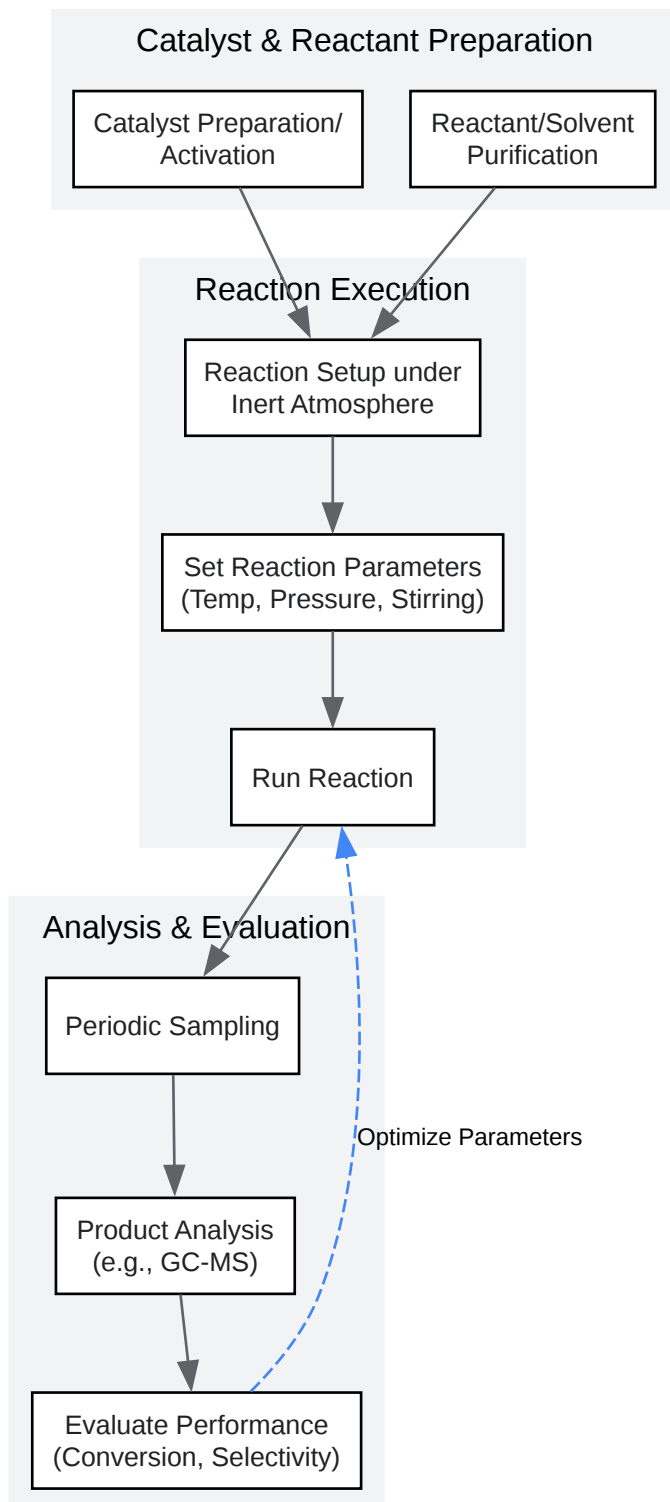 Catalyst & Reactant Preparation
Catalyst Preparation/
Activation
Reactant/Solvent
Purification
Reaction Execution
Reaction Setup under
Inert Atmosphere
Set Reaction Parameters
(Temp, Pressure, Stirring)
Run Reaction
Analysis & Evaluation
Periodic Sampling
Optimize Parameters
Product Analysis
(e.g., GC-MS)
Evaluate Performance
(Conversion, Selectivity)